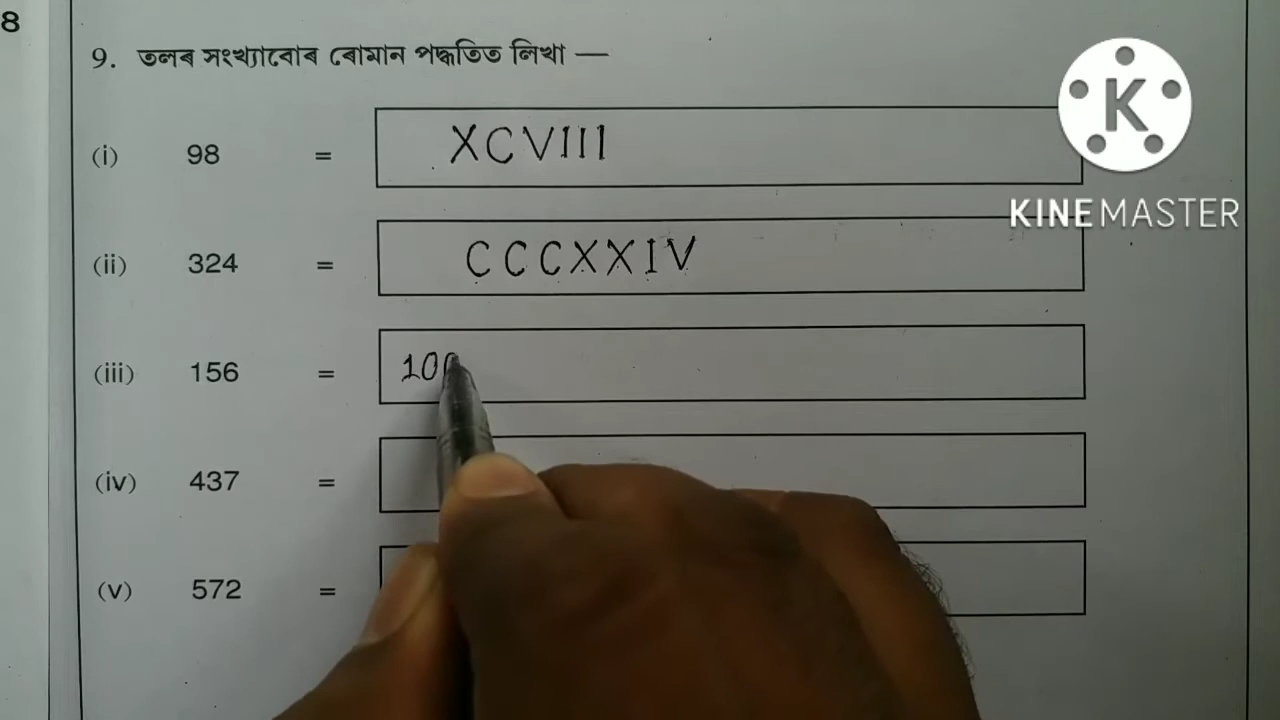 8
9. তলৰ সংখ্যাবোৰ ৰোমান পদ্ধতিত লিখা —
(i) 98 = XCVIII
(ii) 324 = CCCXXIV
(iii) 156 = 100
(iv) 437 =
(v) 572 =
K
KINEMASTER